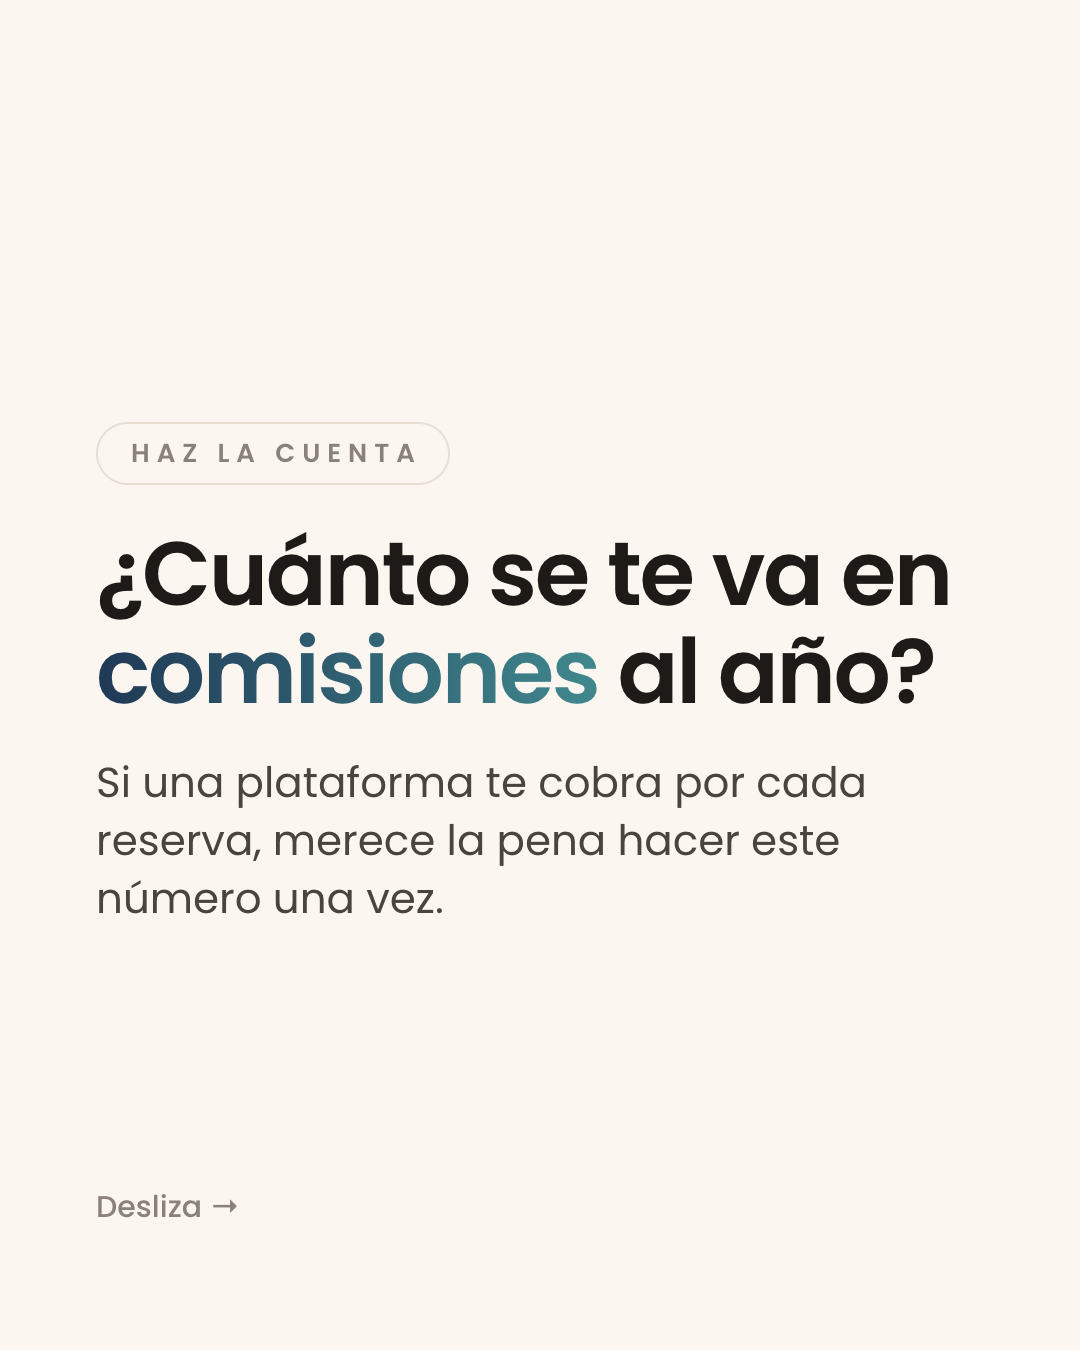 HAZ LA CUENTA
¿Cuánto se te va en
comisiones al año?
Si una plataforma te cobra por cada
reserva, merece la pena hacer este
número una vez.
Desliza →